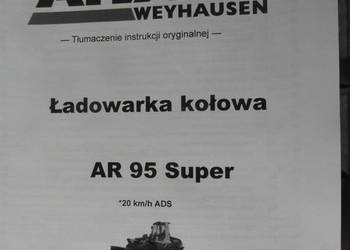 WEYHAUSEN
— Tłumaczenie instrukcji oryginalnej —
Ładowarka kołowa
AR 95 Super
*20 km/h ADS